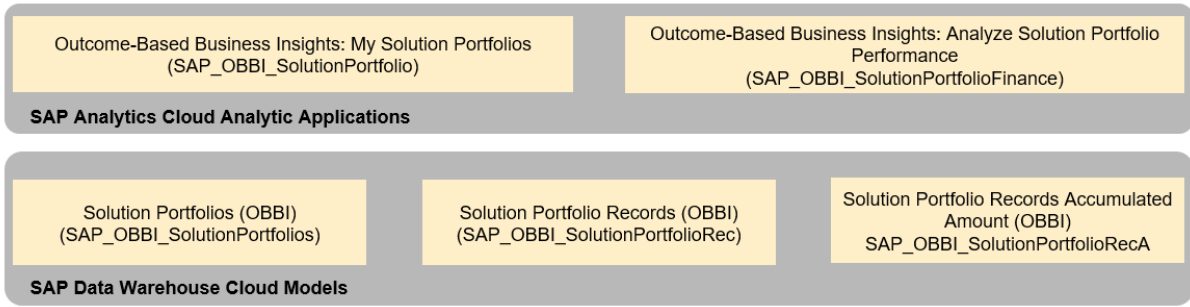 Outcome-Based Business Insights: My Solution Portfolios
(SAP_OBBI_SolutionPortfolio)
Outcome-Based Business Insights: Analyze Solution Portfolio
Performance
(SAP_OBBI_SolutionPortfolioFinance)
SAP Analytics Cloud Analytic Applications
Solution Portfolios (OBBI)
(SAP_OBBI_SolutionPortfolios)
Solution Portfolio Records (OBBI)
(SAP_OBBI_SolutionPortfolioRec)
Solution Portfolio Records Accumulated
Amount (OBBI)
SAP_OBBI_SolutionPortfolioRecA
SAP Data Warehouse Cloud Models